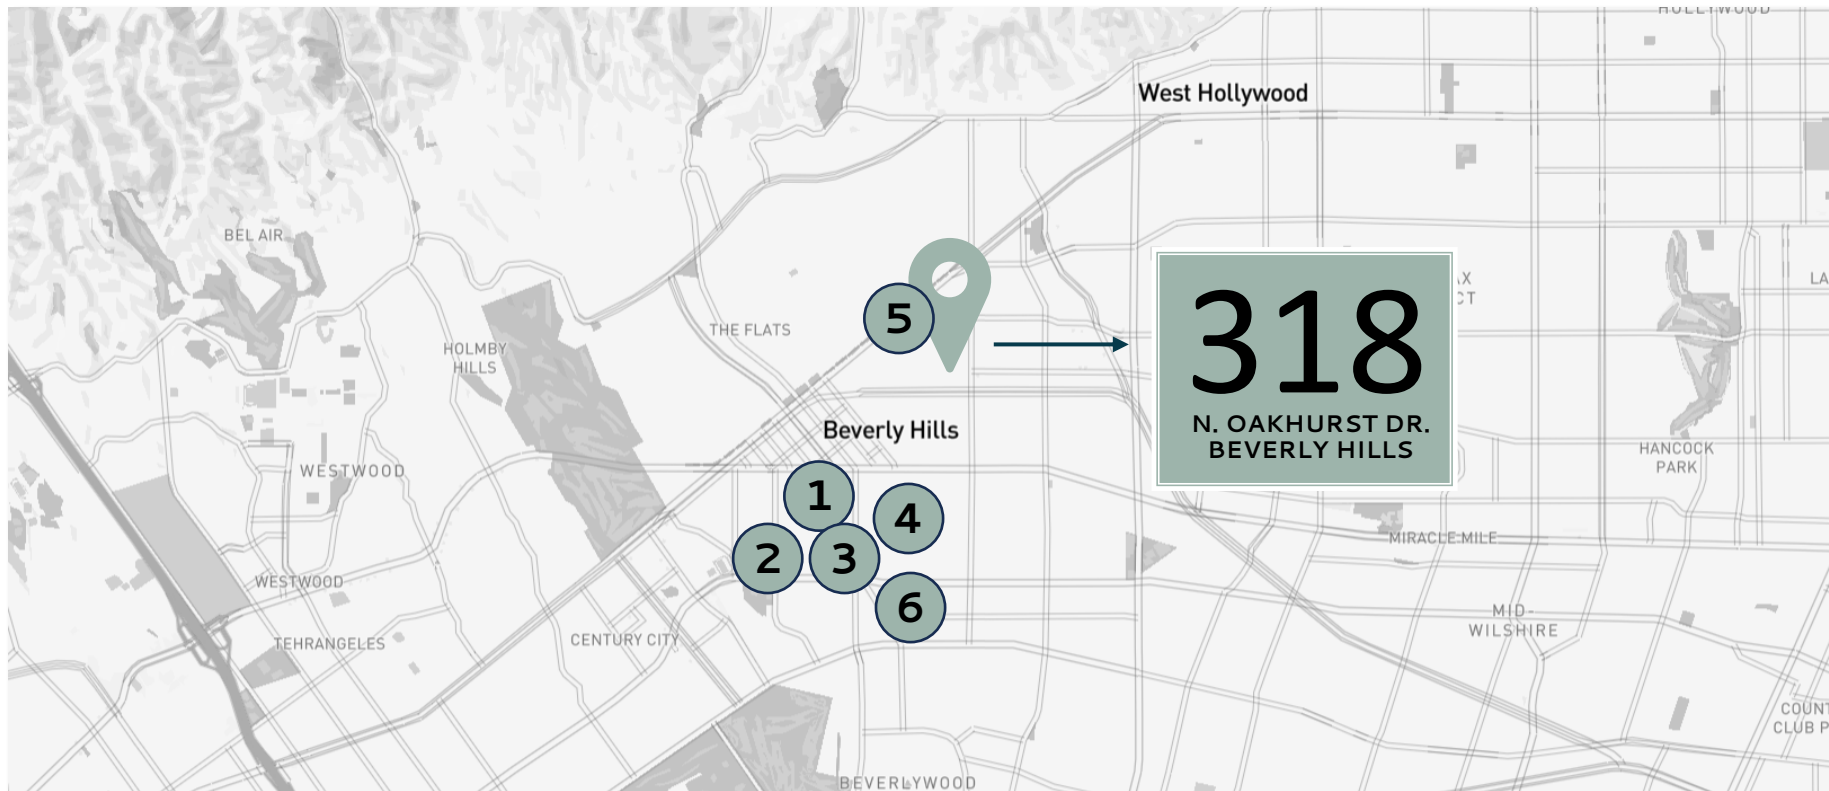 HOLLYWOOD
West Hollywood
BEL AIR
5
318
N. OAKHURST DR.
BEVERLY HILLS
THE FLATS
HOLMBY
HILLS
Beverly Hills
HANCOCK
PARK
WESTWOOD
1
4
2
3
6
MIRACLE MILE
WESTWOOD
MID-
WILSHIRE
TEHRANGELES
CENTURY CITY
BEVERLYWOOD